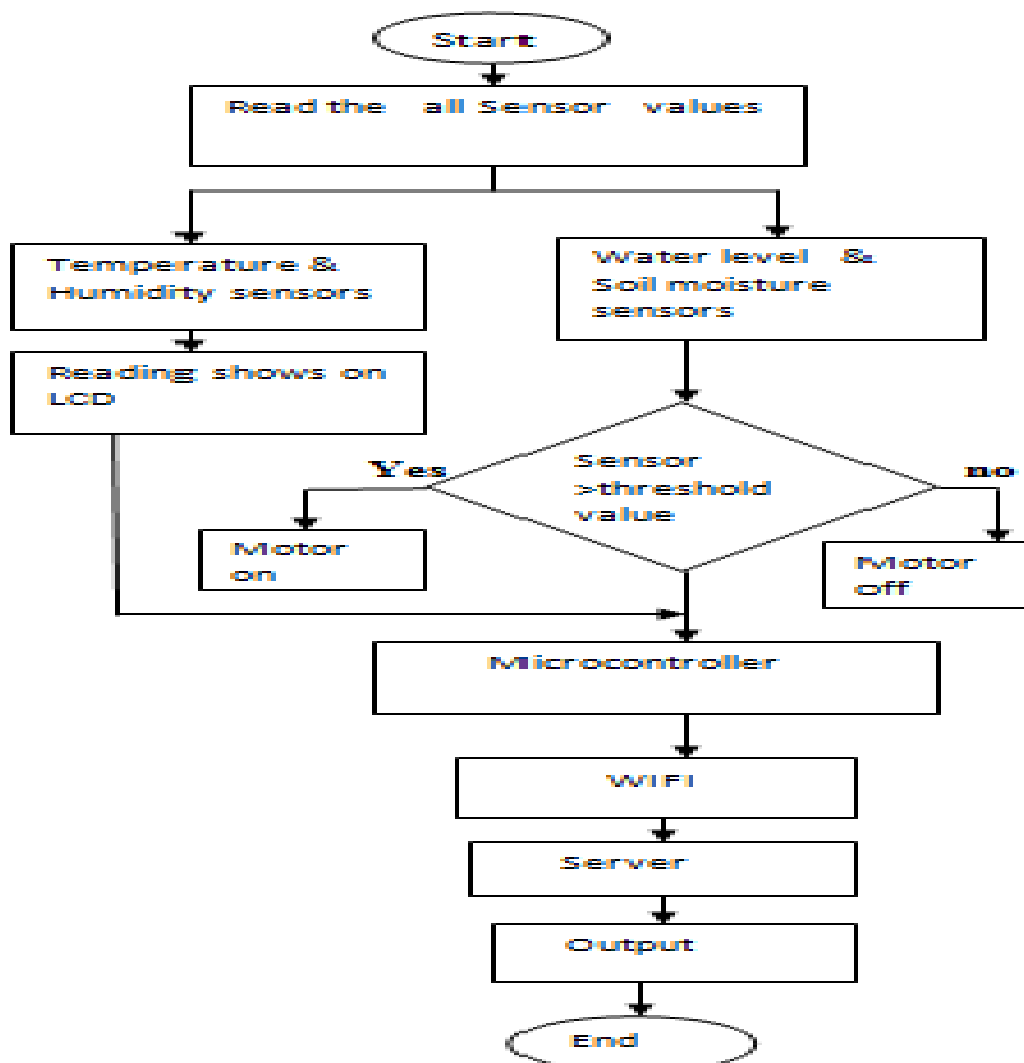 Start
Read the all Sensor values
Temperature &
Humidity sensors
Water level &
Soil moisture
sensors
Reading shows on
LCD
Yes
Sensor
>threshold
value
no
Motor
on
Motor
off
Microcontroller
WIFI
Server
Output
End